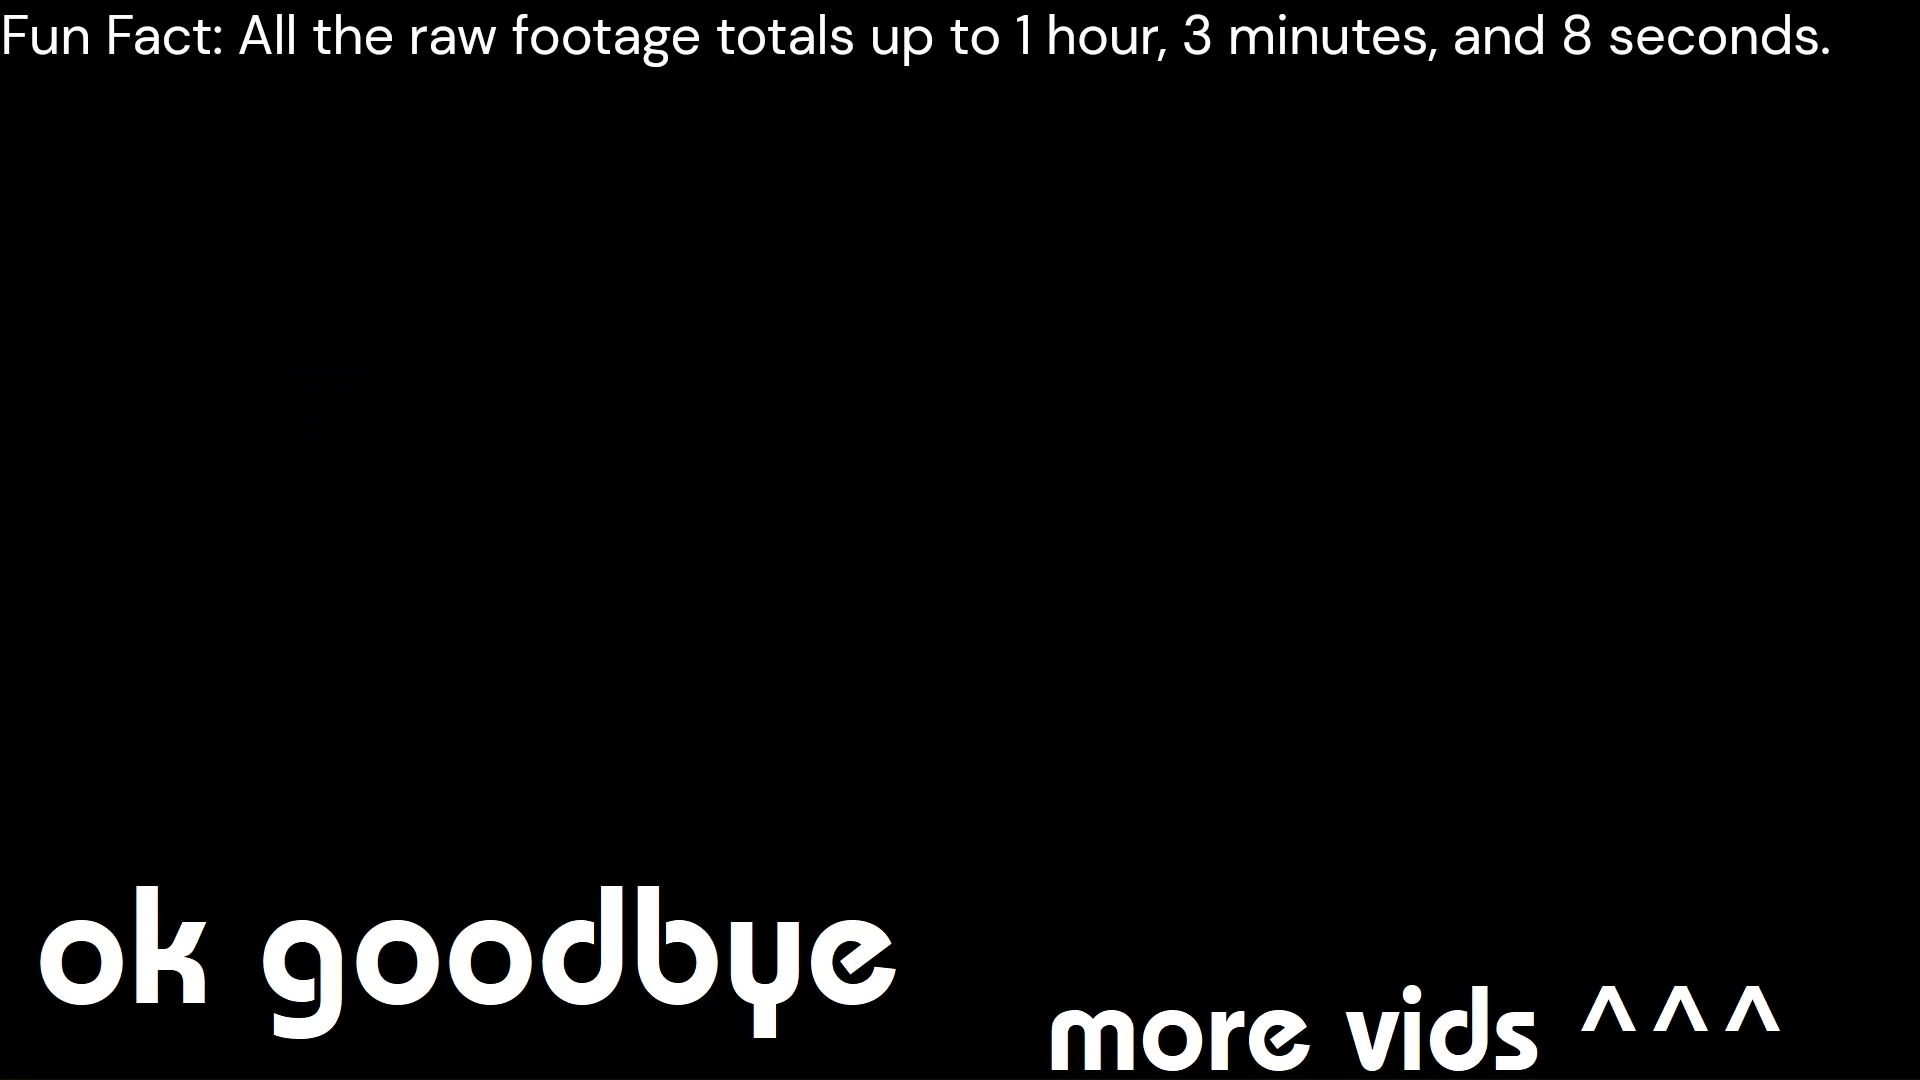 Fun Fact: All the raw footage totals up to 1 hour, 3 minutes, and 8 seconds.
ok goodbye
more vids ^^^